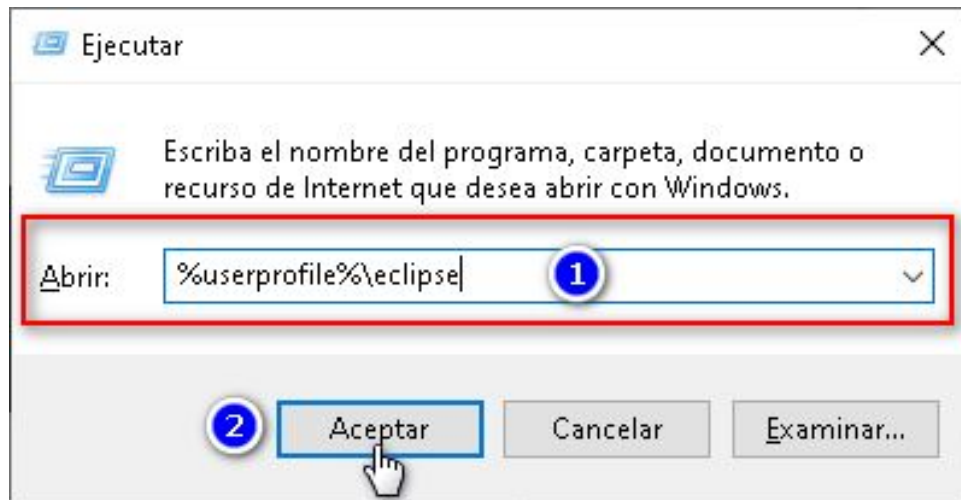 Ejecutar
Escriba el nombre del programa, carpeta, documento o
recurso de Internet que desea abrir con Windows.
Abrir: %userprofile%\eclipse 1
2 Aceptar Cancelar Examinar...